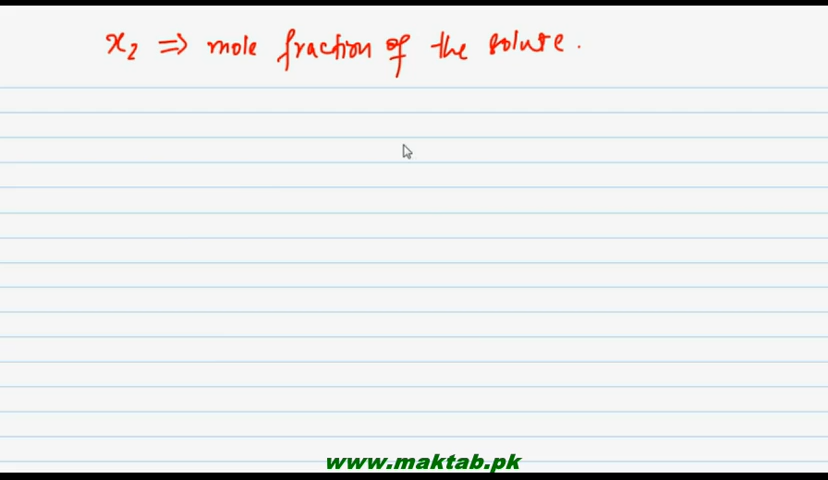 x₂ => mole fraction of the solute.
www.maktab.pk